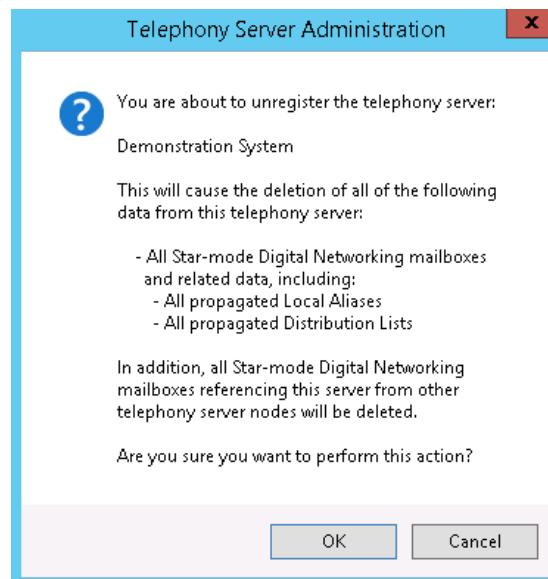 Telephony Server Administration
x
?
You are about to unregister the telephony server:
Demonstration System
This will cause the deletion of all of the following
data from this telephony server:
- All Star-mode Digital Networking mailboxes
and related data, including:
- All propagated Local Aliases
- All propagated Distribution Lists
In addition, all Star-mode Digital Networking
mailboxes referencing this server from other
telephony server nodes will be deleted.
Are you sure you want to perform this action?
OK Cancel